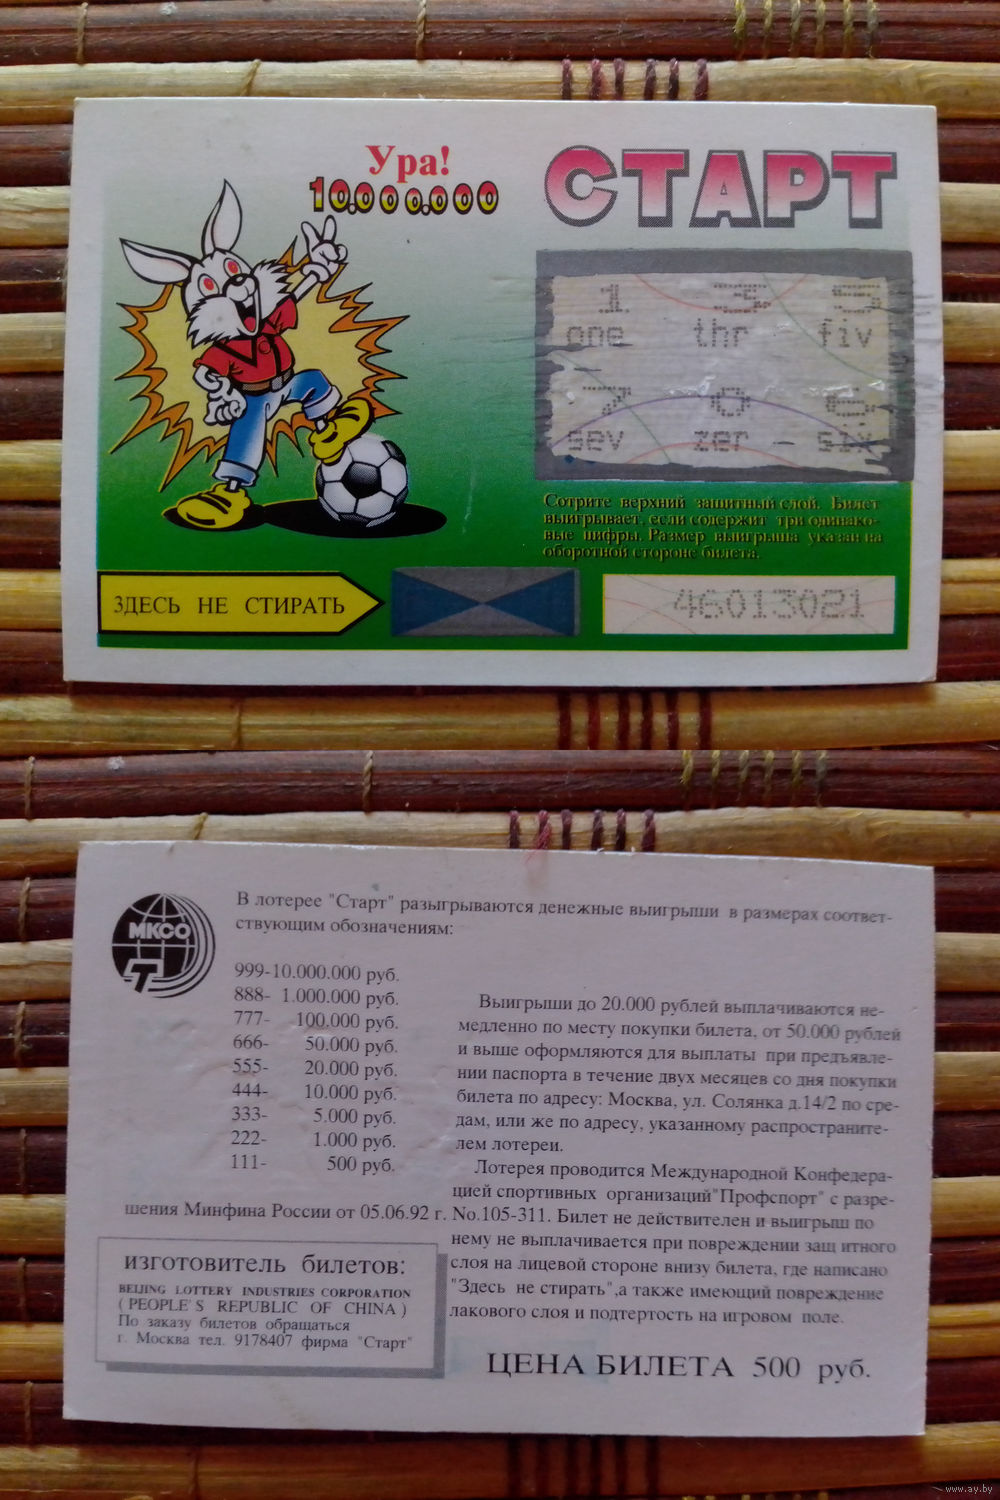 Ура!
10.000.000
СТАРТ
1 3 5
one thr fiv
7 0 6
sev zer – six
Сотрите верхний защитный слой. Билет
выигрывает, если содержит три одинако-
вые цифры. Размер выигрыша указан на
оборотной стороне билета.
ЗДЕСЬ НЕ СТИРАТЬ
46013021
МКСО
В лотерее "Старт" разыгрываются денежные выигрыши в размерах соответ-
ствующим обозначениям:
999-10.000.000 руб.
888- 1.000.000 руб.
777- 100.000 руб.
666- 50.000 руб.
555- 20.000 руб.
444- 10.000 руб.
333- 5.000 руб.
222- 1.000 руб.
111- 500 руб.
Выигрыши до 20.000 рублей выплачиваются не-
медленно по месту покупки билета, от 50.000 рублей
и выше оформляются для выплаты при предъявле-
нии паспорта в течение двух месяцев со дня покупки
билета по адресу: Москва, ул. Солянка д.14/2 по сре-
дам, или же по адресу, указанному распространите-
лем лотереи.
Лотерея проводится Международной Конфедера-
цией спортивных организаций"Профспорт" с разре-
шения Минфина России от 05.06.92 г. No.105-311. Билет не действителен и выигрыш по
нему не выплачивается при повреждении защ итного
слоя на лицевой стороне внизу билета, где написано
"Здесь не стирать",а также имеющий повреждение
лакового слоя и подтертость на игровом поле.
изготовитель билетов:
BEIJING LOTTERY INDUSTRIES CORPORATION
( PEOPLE'S REPUBLIC OF CHINA )
По заказу билетов обращаться
г. Москва тел. 9178407 фирма "Старт"
ЦЕНА БИЛЕТА 500 руб.
www.ay.by